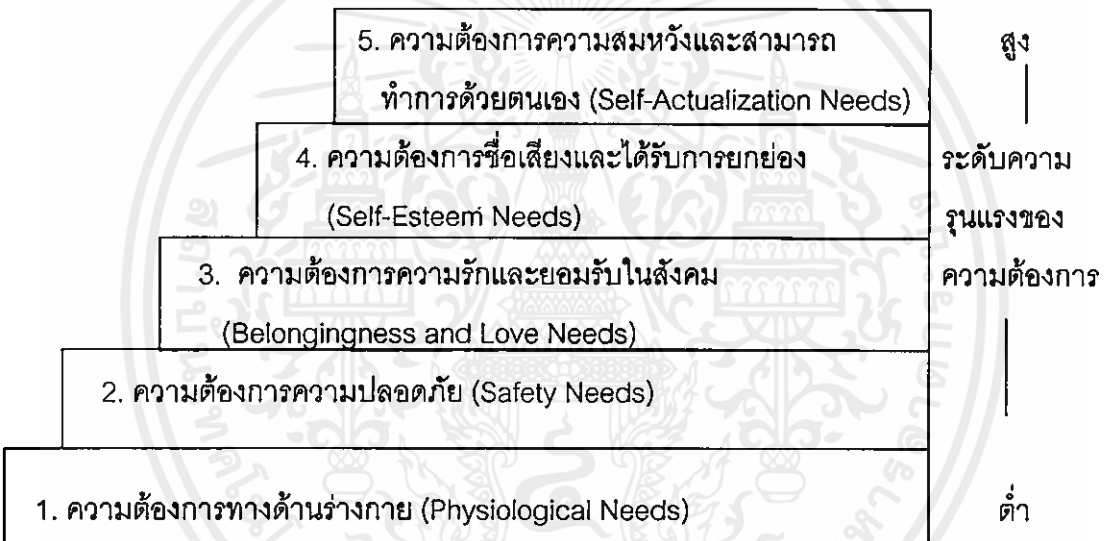 5. ความต้องการความสมหวังและสามารถ
ทำการด้วยตนเอง (Self-Actualization Needs)
สูง
4. ความต้องการชื่อเสียงและได้รับการยกย่อง
(Self-Esteem Needs)
ระดับความ
รุนแรงของ
ความต้องการ
3. ความต้องการความรักและยอมรับในสังคม
(Belongingness and Love Needs)
2. ความต้องการความปลอดภัย (Safety Needs)
1. ความต้องการทางด้านร่างกาย (Physiological Needs)
ต่ำ